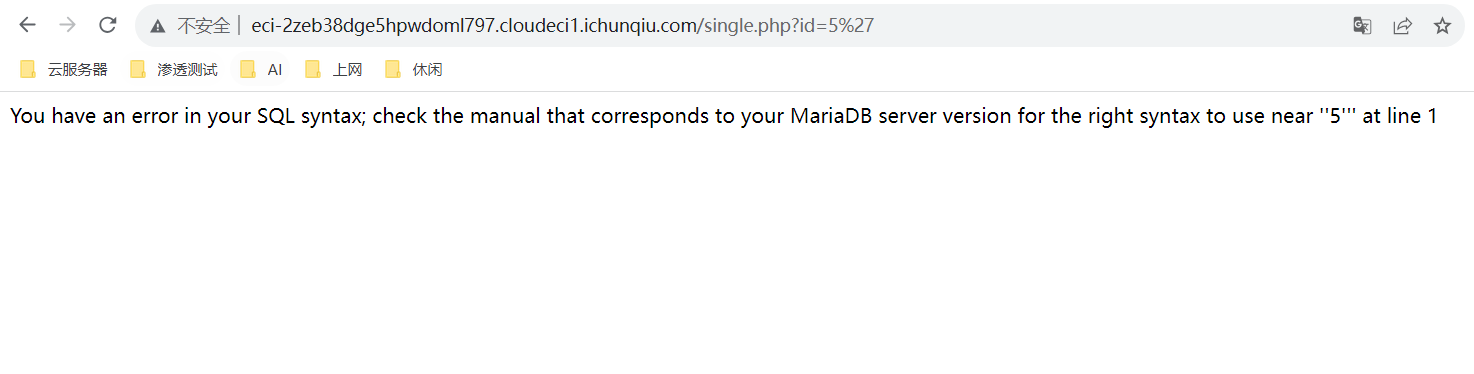 不安全 | eci-2zeb38dge5hpwdoml797.cloudeci1.ichunqiu.com/single.php?id=5%27
云服务器 渗透测试 AI 上网 休闲
You have an error in your SQL syntax; check the manual that corresponds to your MariaDB server version for the right syntax to use near ''5''' at line 1